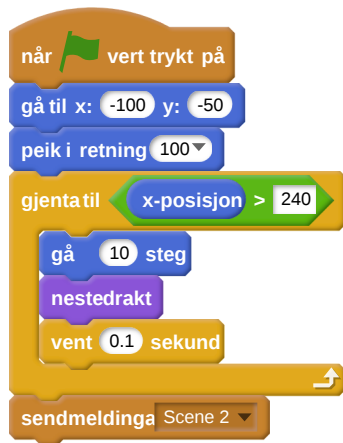 når vert trykt på
gå til x: -100 y: -50
peik i retning 100
gjenta til x-posisjon > 240
gå 10 steg
nestedrakt
vent 0.1 sekund
sendmeldinga Scene 2